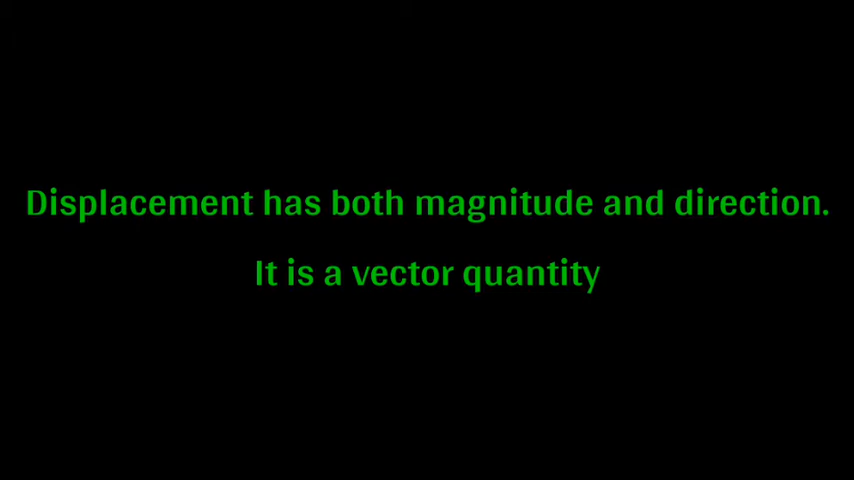 Displacement has both magnitude and direction.
It is a vector quantity